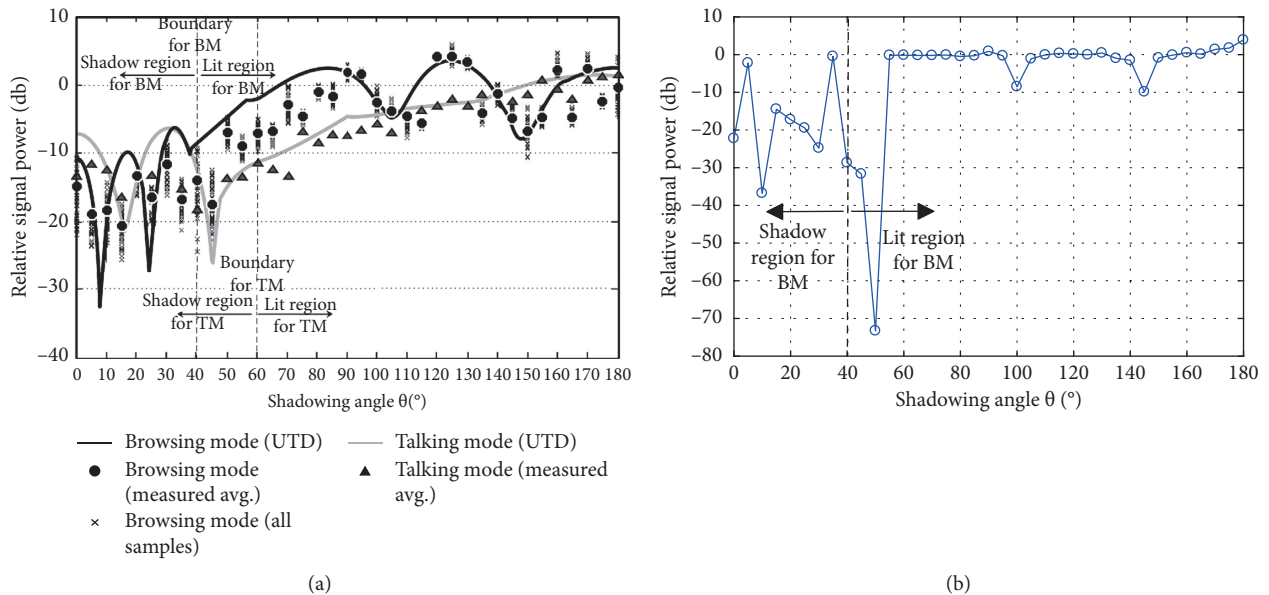 10
0
−10
−20
−30
−40
Relative signal power (db)
Boundary
for BM
Shadow region
for BM
Lit region
for BM
Boundary
for TM
Shadow region
for TM
Lit region
for TM
0 10 20 30 40 50 60 70 80 90 100 110 120 130 140 150 160 170 180
Shadowing angle θ(°)
Browsing mode (UTD)
Talking mode (UTD)
Browsing mode
(measured avg.)
Talking mode (measured
avg.)
Browsing mode (all
samples)
(a)
10
0
−10
−20
−30
−40
−50
−60
−70
−80
Relative signal power (db)
Shadow
region for
BM
Lit region
for BM
0 20 40 60 80 100 120 140 160 180
Shadowing angle θ (°)
(b)